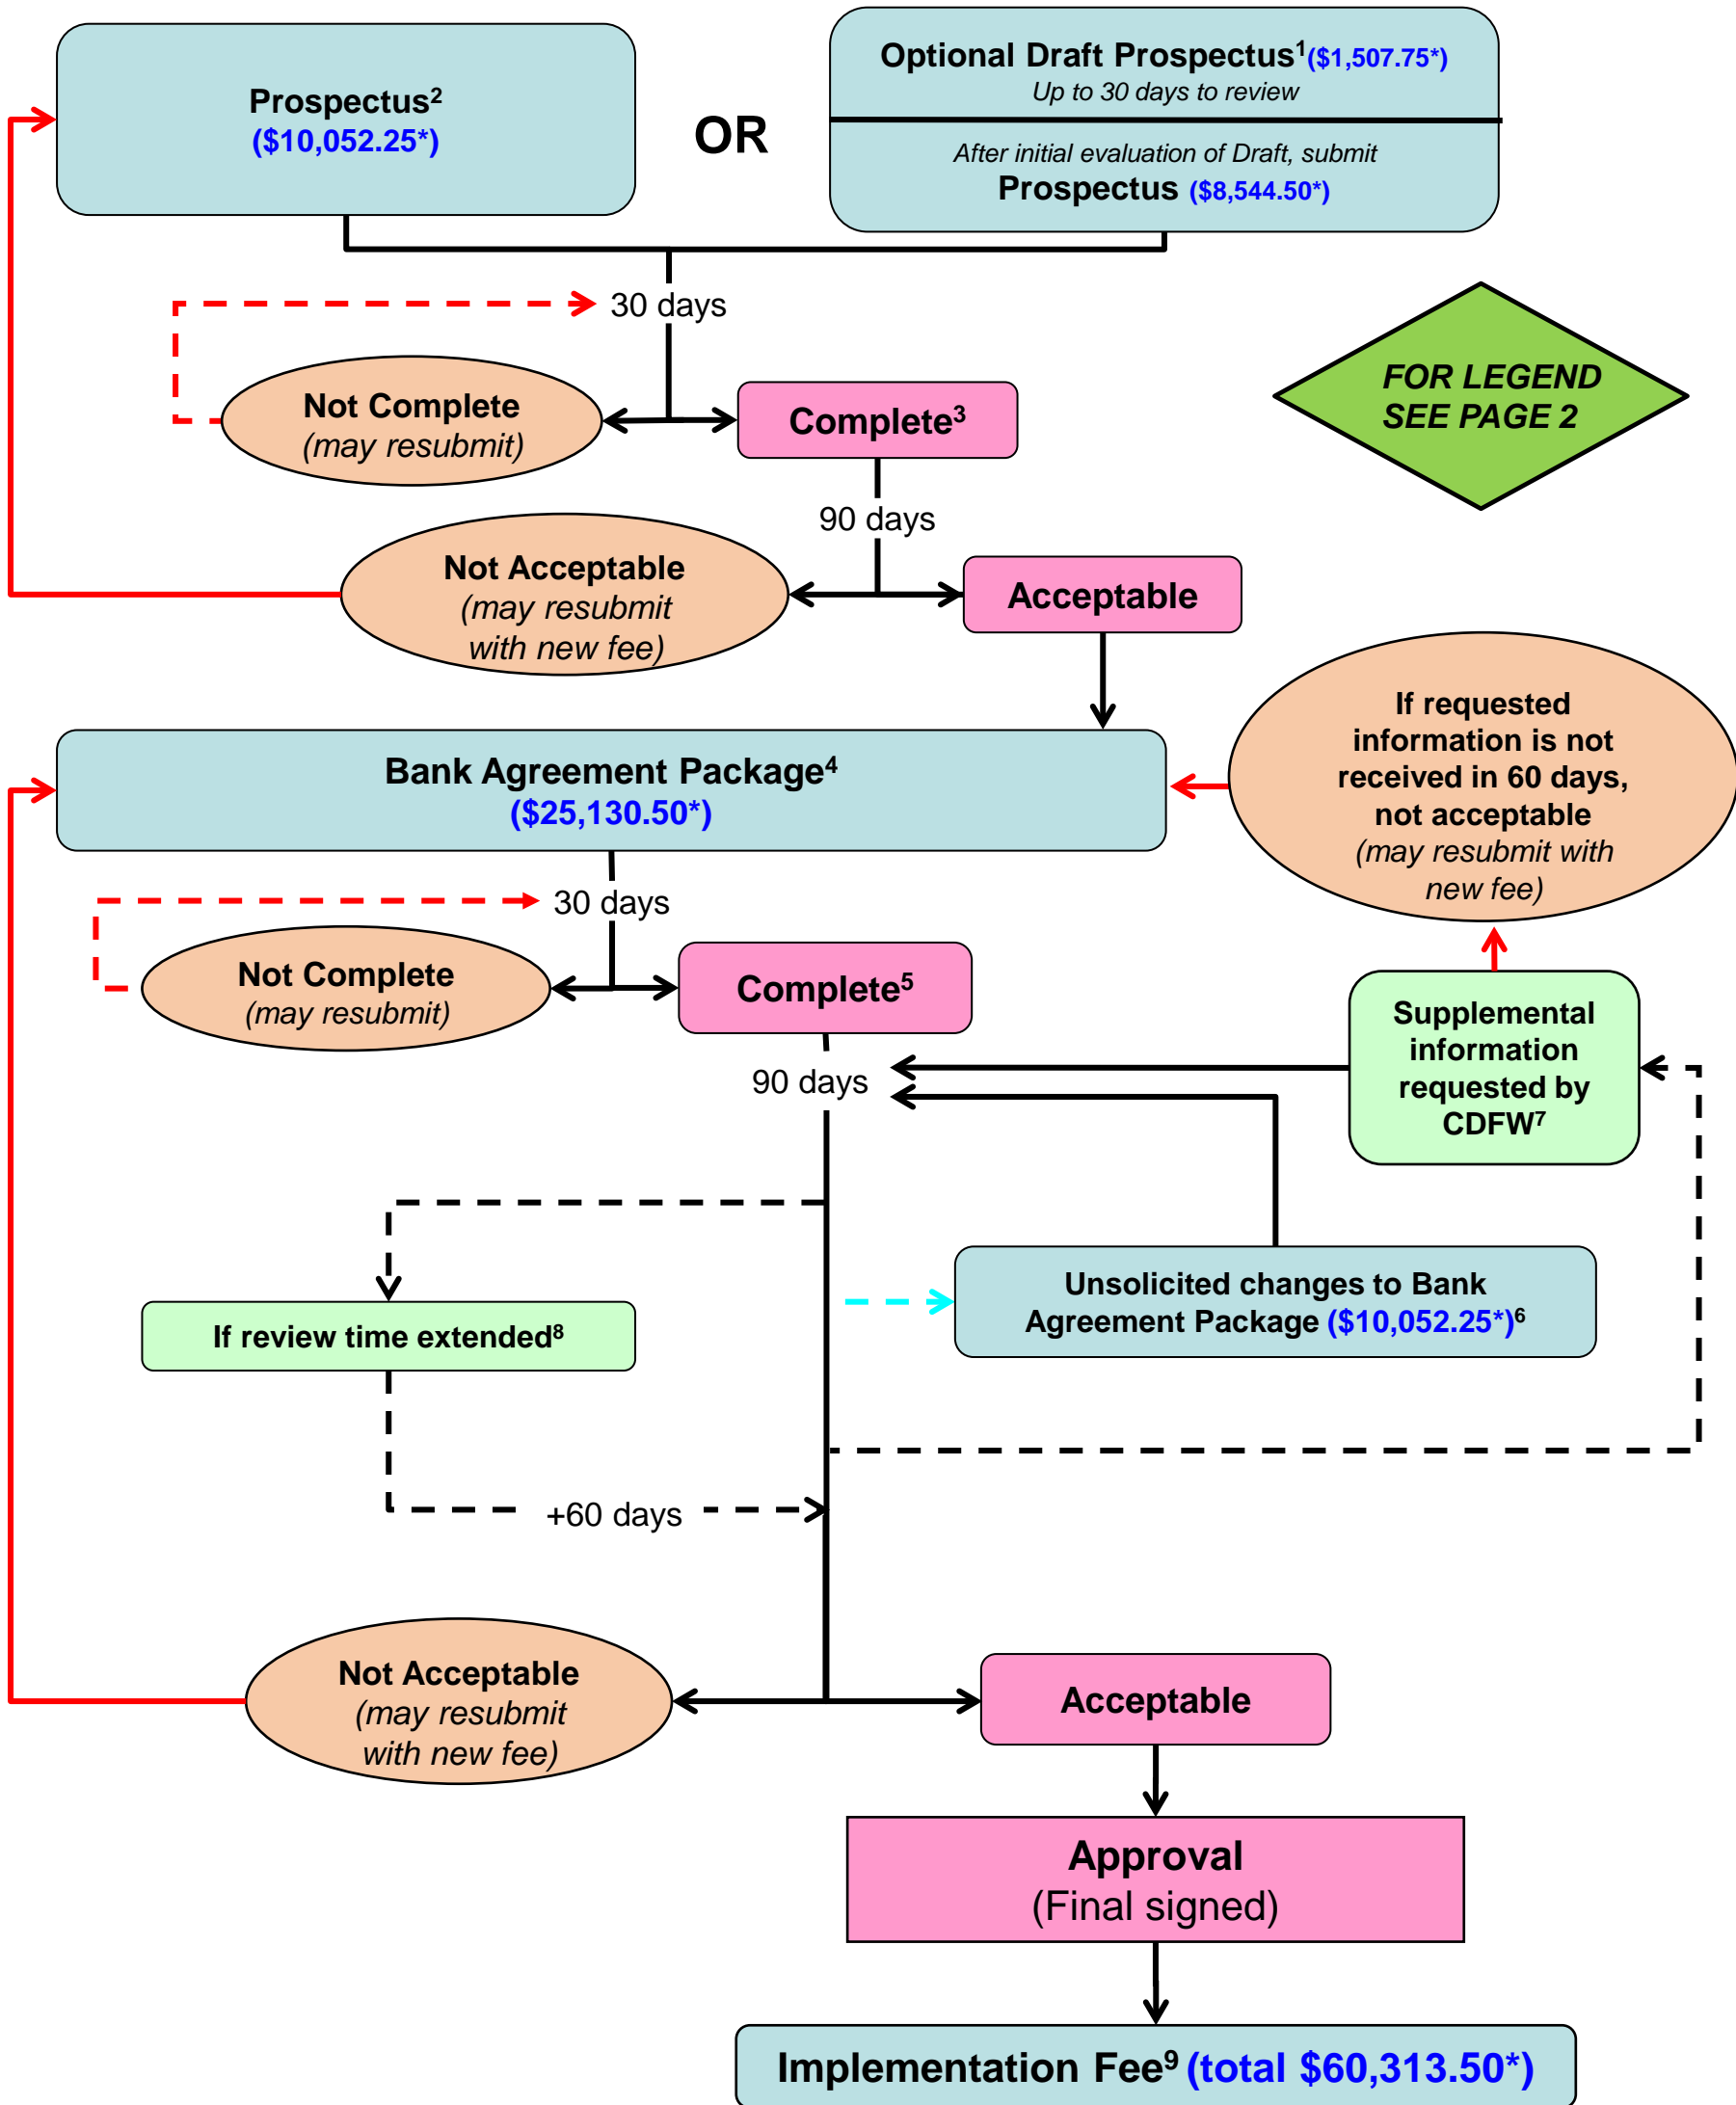 Prospectus²
($10,052.25*)
OR
Optional Draft Prospectus¹($1,507.75*)
Up to 30 days to review
After initial evaluation of Draft, submit
Prospectus ($8,544.50*)
30 days
Not Complete
(may resubmit)
Complete³
FOR LEGEND
SEE PAGE 2
90 days
Not Acceptable
(may resubmit
with new fee)
Acceptable
If requested
information is not
received in 60 days,
not acceptable
(may resubmit with
new fee)
Bank Agreement Package⁴
($25,130.50*)
30 days
Not Complete
(may resubmit)
Complete⁵
Supplemental
information
requested by
CDFW⁷
90 days
Unsolicited changes to Bank
Agreement Package ($10,052.25*)⁶
If review time extended⁸
+60 days
Not Acceptable
(may resubmit
with new fee)
Acceptable
Approval
(Final signed)
Implementation Fee⁹ (total $60,313.50*)